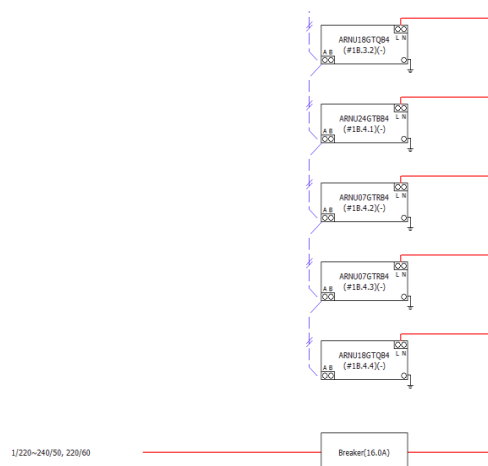 ARNU18GTQB4
(#1B.3.2)(-)
L N
A B
ARNU24GTBB4
(#1B.4.1)(-)
L N
A B
ARNU07GTRB4
(#1B.4.2)(-)
L N
A B
ARNU07GTRB4
(#1B.4.3)(-)
L N
A B
ARNU18GTQB4
(#1B.4.4)(-)
L N
A B
1/220~240/50, 220/60
Breaker(16.0A)